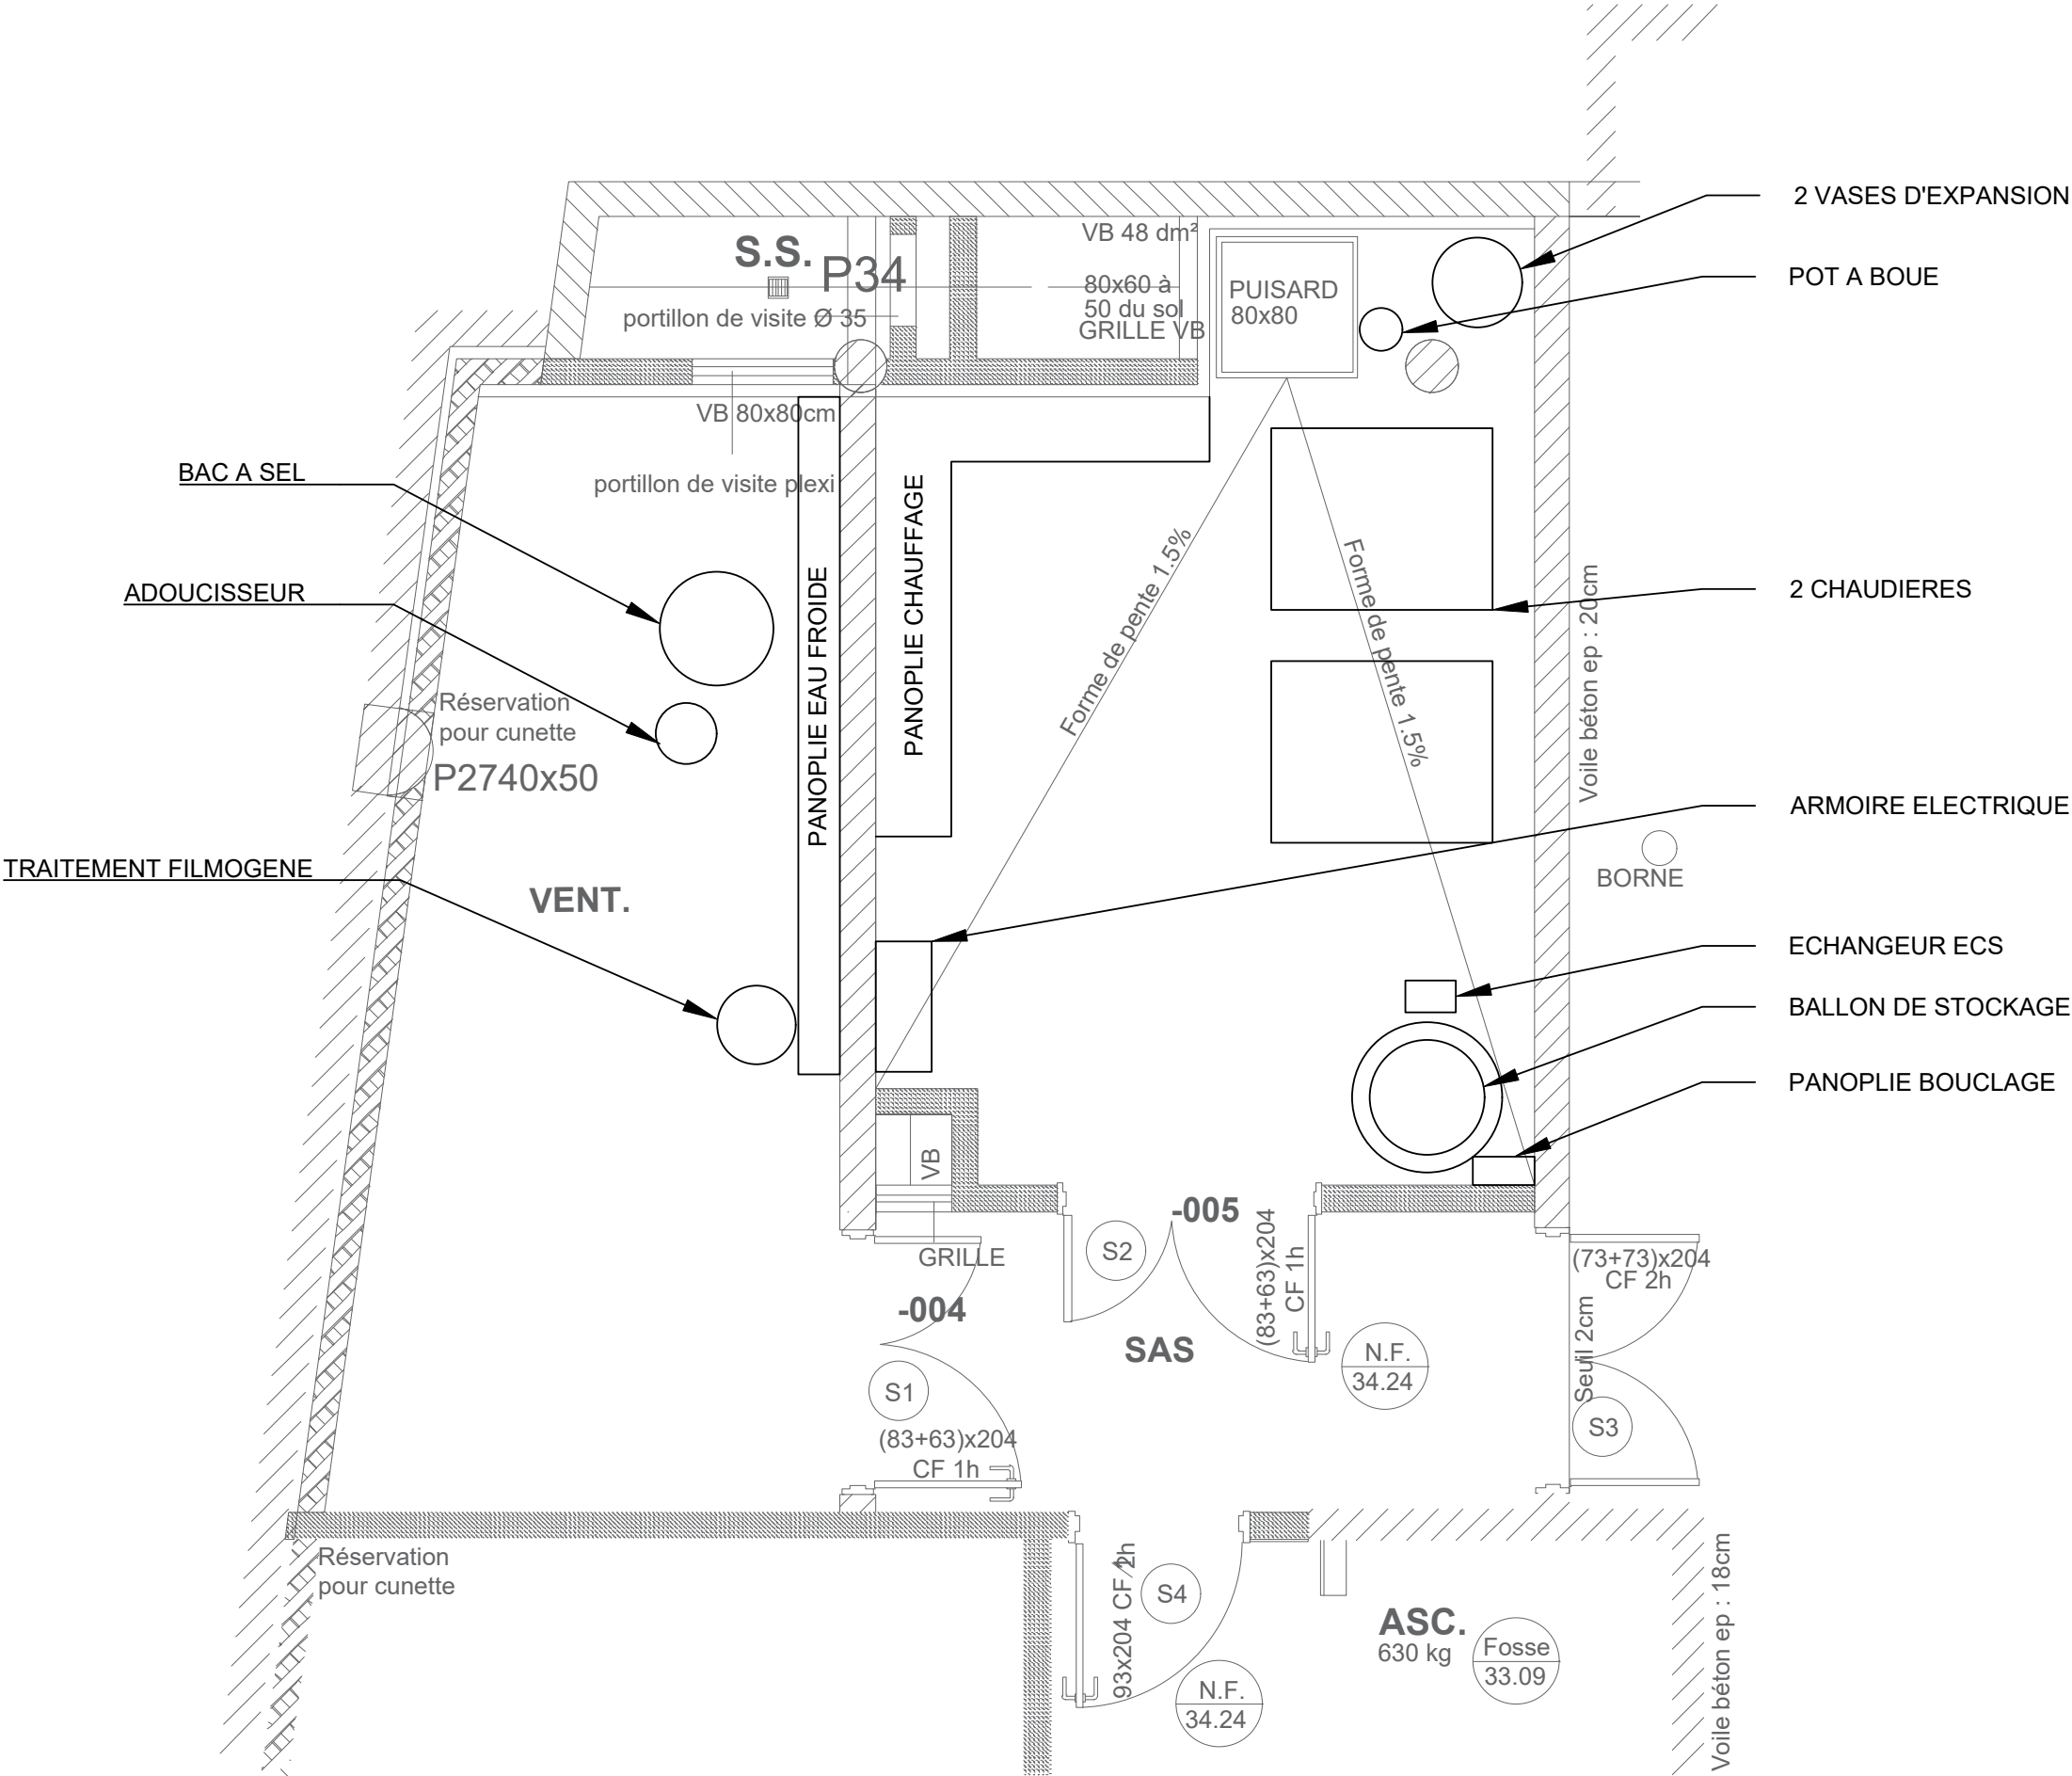 2 VASES D'EXPANSION
POT A BOUE
S.S.
P34
portillon de visite Ø 35
VB 48 dm²
80x60 à
50 du sol
GRILLE VB
PUISARD
80x80
VB 80x80cm
portillon de visite plexi
BAC A SEL
ADOUCISSEUR
TRAITEMENT FILMOGENE
Réservation
pour cunette
P2740x50
VENT.
PANOPLIE EAU FROIDE
PANOPLIE CHAUFFAGE
Forme de pente 1.5%
Forme de pente 1.5%
2 CHAUDIERES
Voile béton ep : 20cm
ARMOIRE ELECTRIQUE
BORNE
ECHANGEUR ECS
BALLON DE STOCKAGE
PANOPLIE BOUCLAGE
VB
GRILLE
-004
-005
S2
(83+63)x204
CF 1h
SAS
N.F.
34.24
(73+73)x204
CF 2h
Seuil 2cm
S3
S1
(83+63)x204
CF 1h
Réservation
pour cunette
93x204 CF 1/2h
S4
N.F.
34.24
ASC.
630 kg
Fosse
33.09
Voile béton ep : 18cm